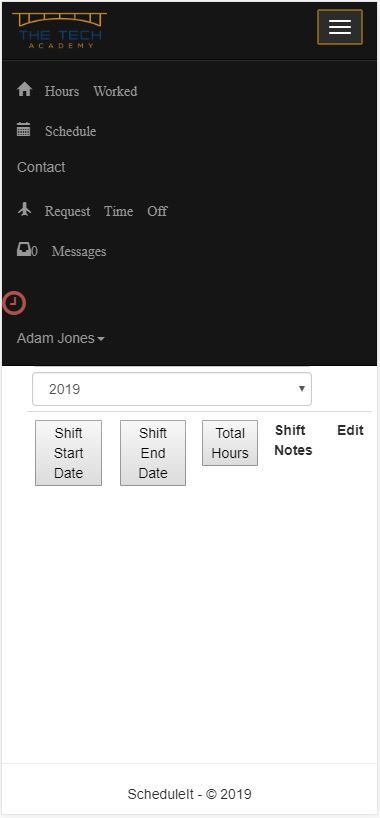 THE TECH
ACADEMY
Hours Worked
Schedule
Contact
Request Time Off
0 Messages
Adam Jones
2019
Shift Start Date
Shift End Date
Total Hours
Shift Notes
Edit
ScheduleIt - © 2019